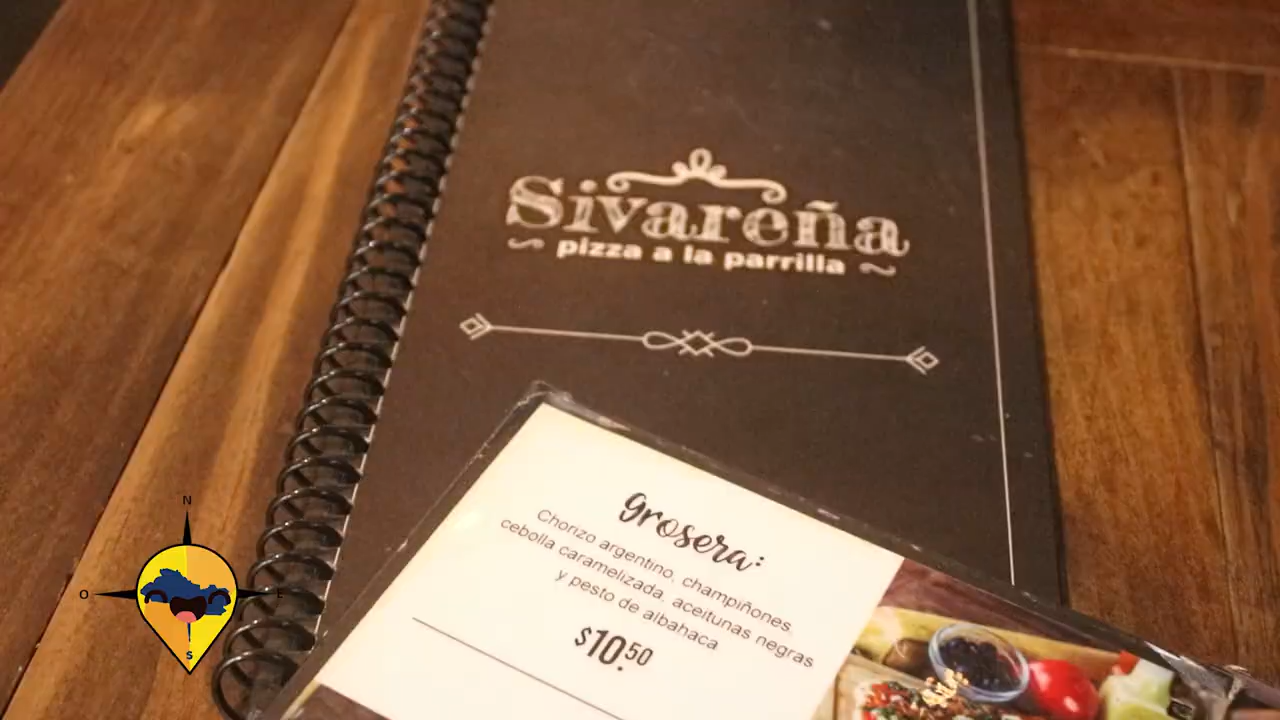 Sivareña
pizza a la parrilla
grosera:
Chorizo argentino, champiñones,
cebolla caramelizada, aceitunas negras
y pesto de albahaca
$10.50
N
O
E
S